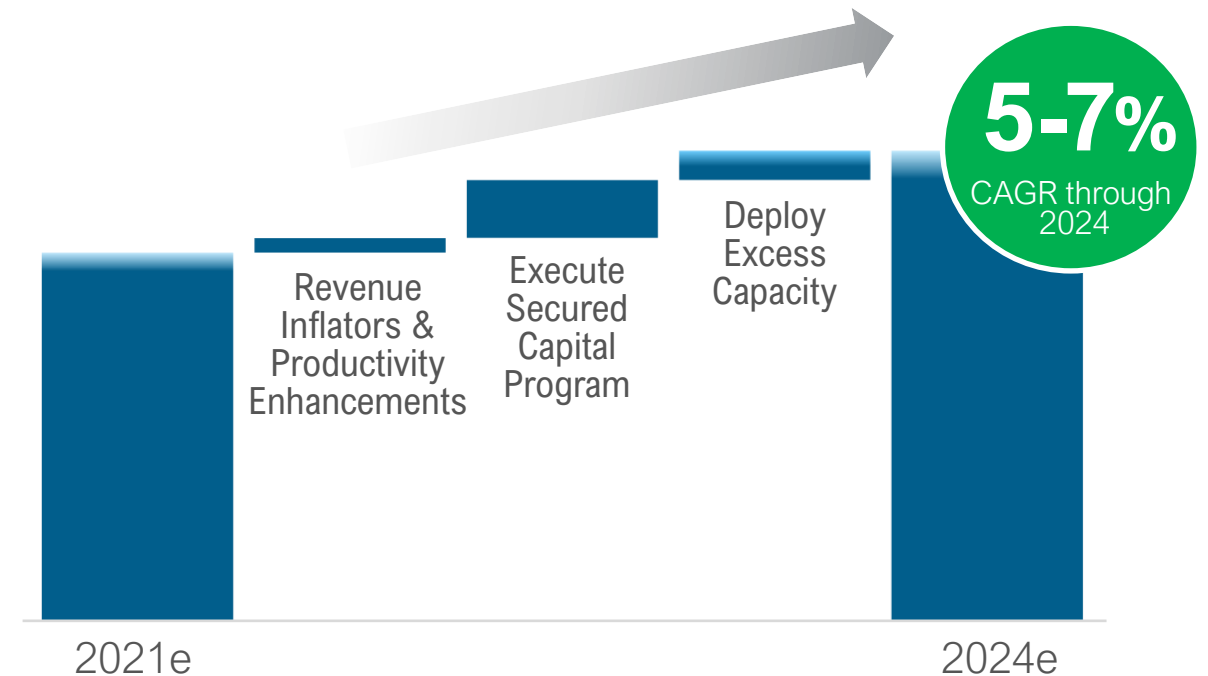 5-7%
CAGR through
2024
Deploy
Excess
Capacity
Execute
Secured
Capital
Program
Revenue
Inflators &
Productivity
Enhancements
2021e
2024e